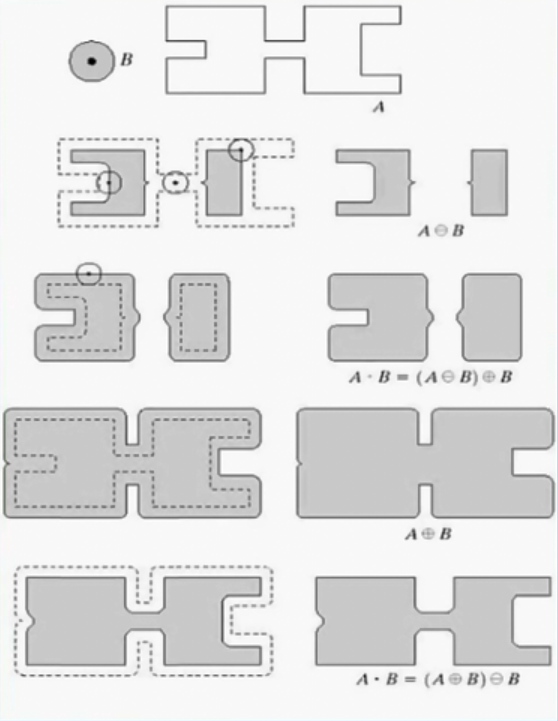 B
A
A ⊖ B
A ∘ B = (A ⊖ B) ⊕ B
A ⊕ B
A • B = (A ⊕ B) ⊖ B